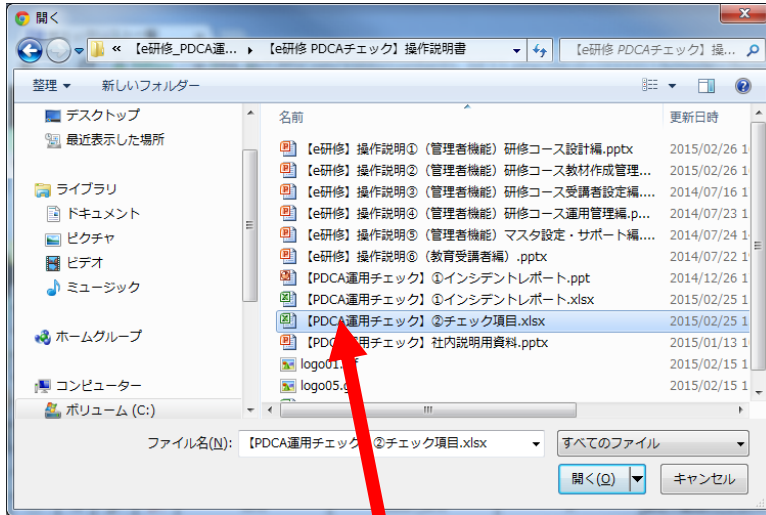 開く
« 【e研修_PDCA運... ▸ 【e研修 PDCAチェック】操作説明書
【e研修 PDCAチェック】操...
整理 ▼ 新しいフォルダー
デスクトップ
最近表示した場所
ライブラリ
ドキュメント
ピクチャ
ビデオ
ミュージック
ホームグループ
コンピューター
ボリューム (C:)
名前 更新日時
【e研修】操作説明①（管理者機能）研修コース設計編.pptx 2015/02/26 1
【e研修】操作説明②（管理者機能）研修コース教材作成管理... 2015/02/26 1
【e研修】操作説明③（管理者機能）研修コース受講者設定編.... 2014/07/16 1
【e研修】操作説明④（管理者機能）研修コース運用管理編.p... 2014/07/23 1
【e研修】操作説明⑤（管理者機能）マスタ設定・サポート編.... 2014/07/24 1
【e研修】操作説明⑥（教育受講者編）.pptx 2014/07/22 1
【PDCA運用チェック】①インシデントレポート.ppt 2014/12/26 1
【PDCA運用チェック】①インシデントレポート.xlsx 2015/02/25 1
【PDCA運用チェック】②チェック項目.xlsx 2015/02/25 1
【PDCA運用チェック】社内説明用資料.pptx 2015/01/13 1
logo01. 2015/02/15 1
logo05.g 2015/02/15 1
ファイル名(N): 【PDCA運用チェック】②チェック項目.xlsx
すべてのファイル
開く(O) キャンセル